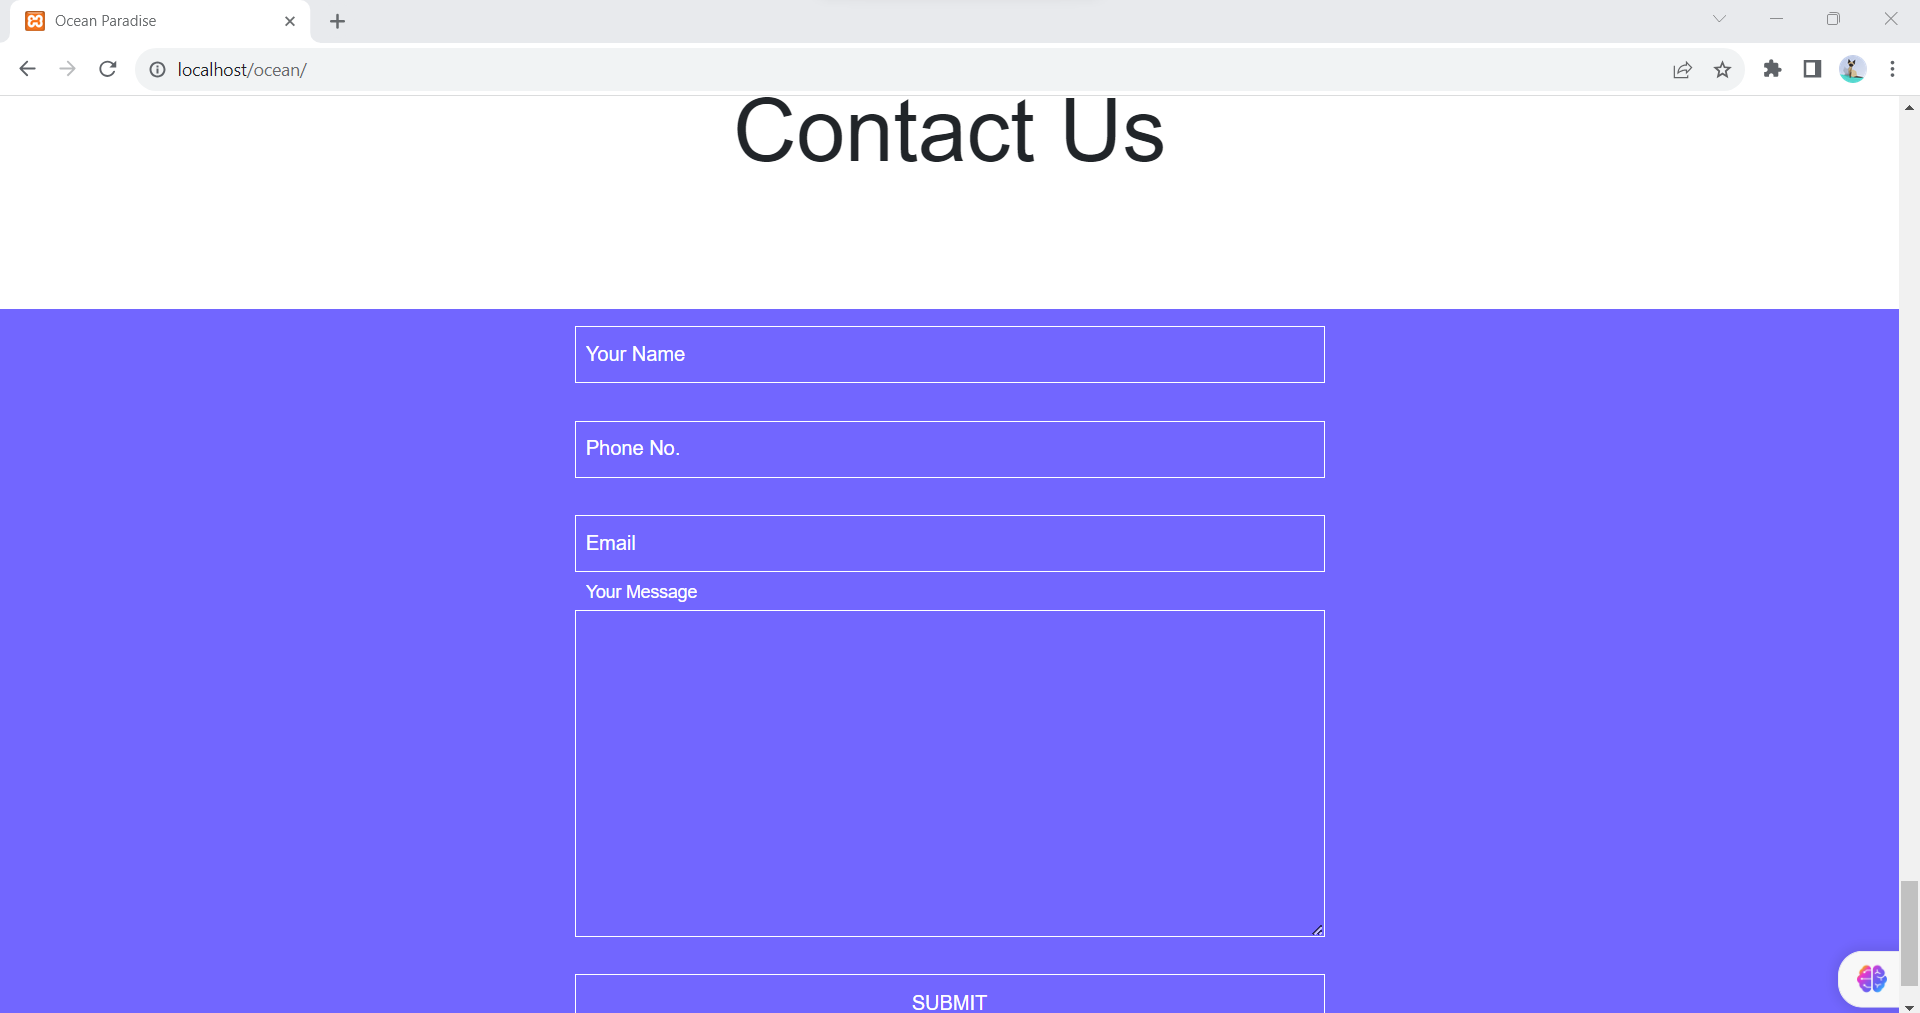 Ocean Paradise
localhost/ocean/
Contact Us
Your Name
Phone No.
Email
Your Message
SUBMIT